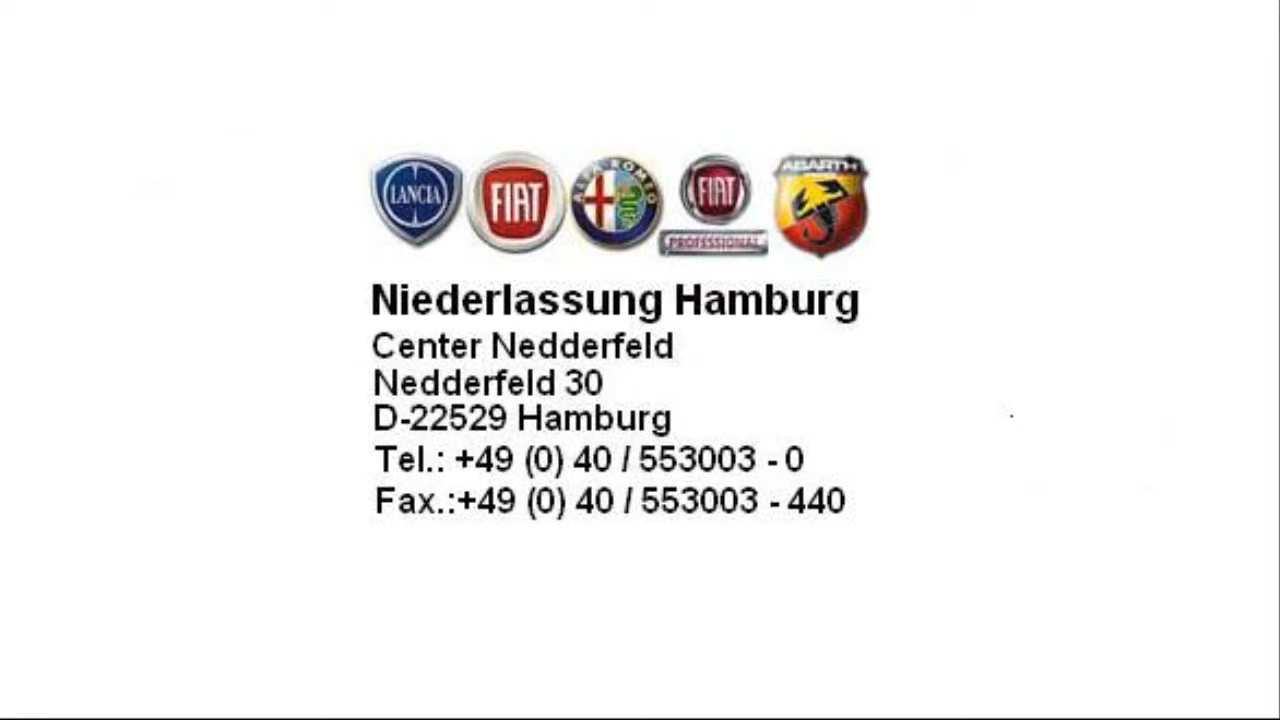 LANCIA FIAT ALFA ROMEO FIAT ABARTH
PROFESSIONAL
Niederlassung Hamburg
Center Nedderfeld
Nedderfeld 30
D-22529 Hamburg
Tel.: +49 (0) 40 / 553003 - 0
Fax.:+49 (0) 40 / 553003 - 440